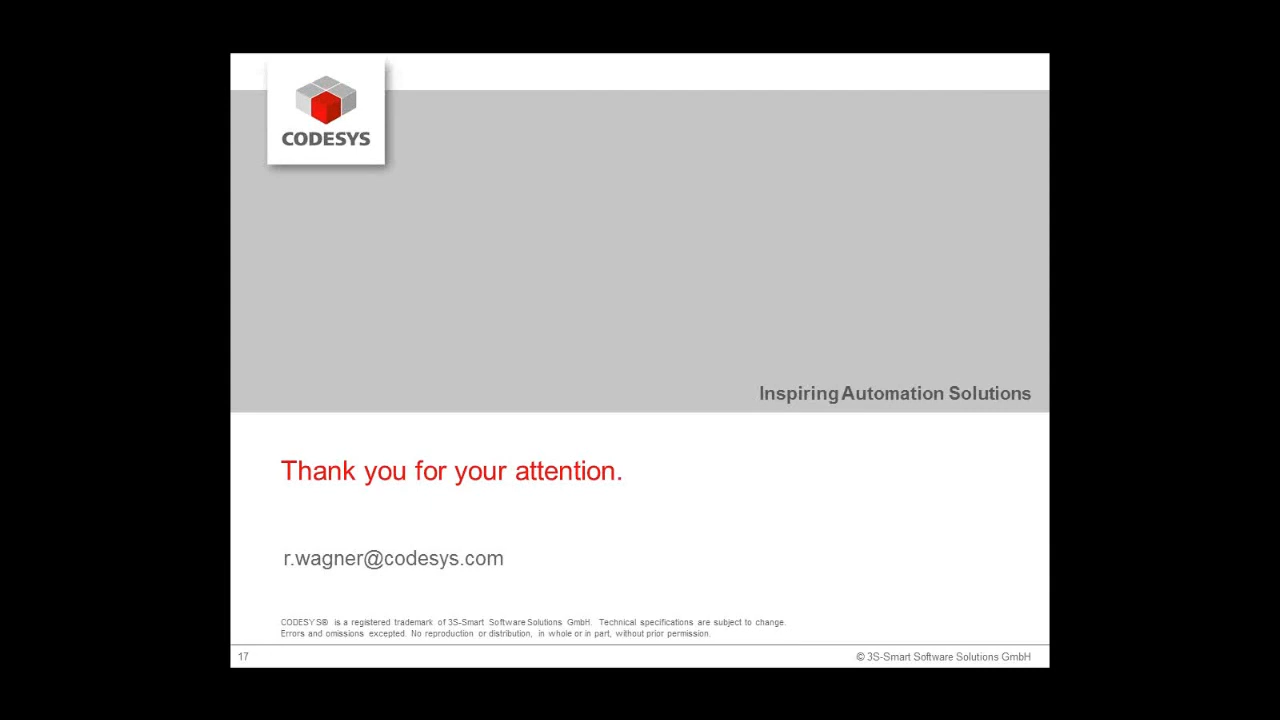 CODESYS
Inspiring Automation Solutions
Thank you for your attention.
r.wagner@codesys.com
CODESYS® is a registered trademark of 3S-Smart Software Solutions GmbH. Technical specifications are subject to change.
Errors and omissions excepted. No reproduction or distribution, in whole or in part, without prior permission.
17
© 3S-Smart Software Solutions GmbH